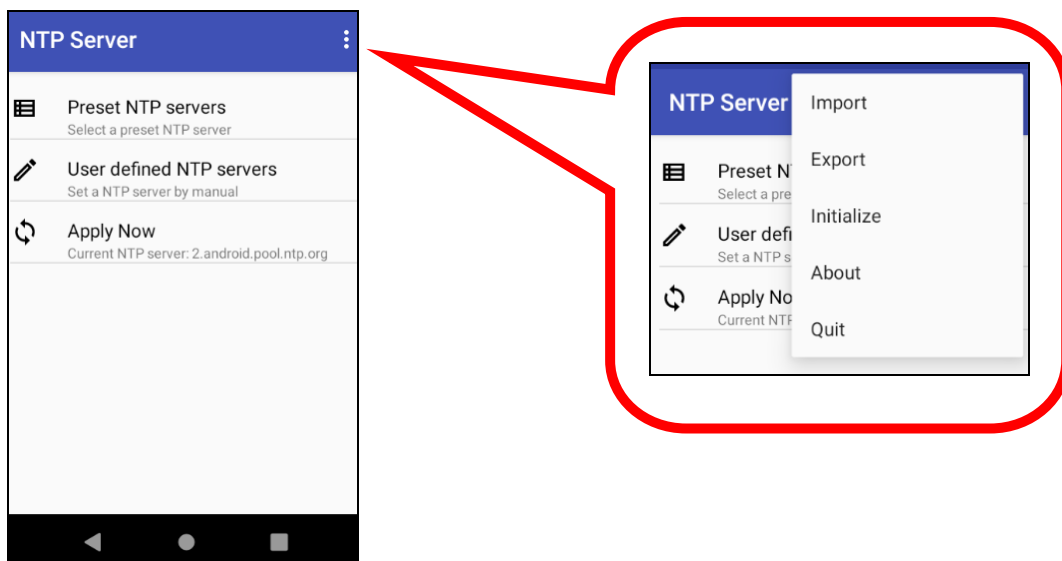 NTP Server
Preset NTP servers
Select a preset NTP server
User defined NTP servers
Set a NTP server by manual
Apply Now
Current NTP server: 2.android.pool.ntp.org
NTP Server
Import
Export
Initialize
About
Quit
Preset N
Select a pre
User defi
Set a NTP s
Apply No
Current NTP